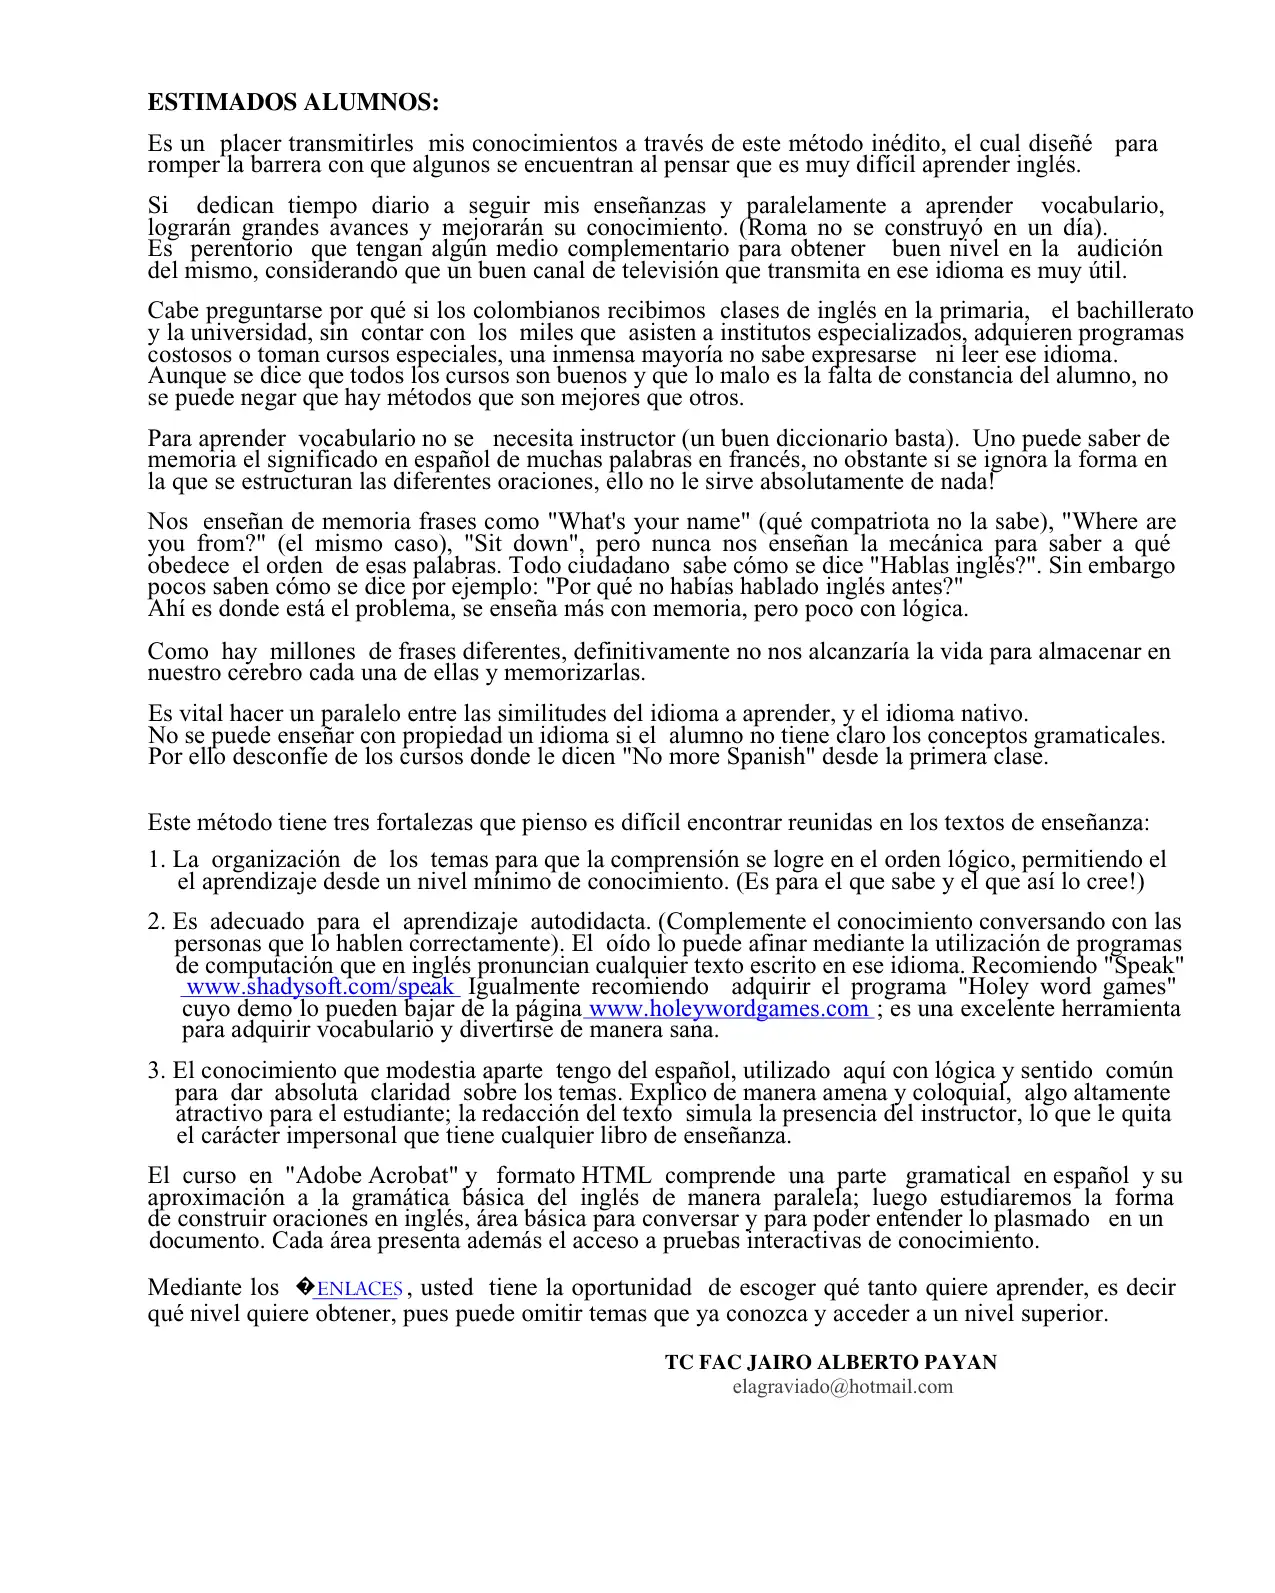 ESTIMADOS ALUMNOS:
Es un placer transmitirles mis conocimientos a través de este método inédito, el cual diseñé para
romper la barrera con que algunos se encuentran al pensar que es muy difícil aprender inglés.
Si dedican tiempo diario a seguir mis enseñanzas y paralelamente a aprender vocabulario,
lograrán grandes avances y mejorarán su conocimiento. (Roma no se construyó en un día).
Es perentorio que tengan algún medio complementario para obtener buen nivel en la audición
del mismo, considerando que un buen canal de televisión que transmita en ese idioma es muy útil.
Cabe preguntarse por qué si los colombianos recibimos clases de inglés en la primaria, el bachillerato
y la universidad, sin contar con los miles que asisten a institutos especializados, adquieren programas
costosos o toman cursos especiales, una inmensa mayoría no sabe expresarse ni leer ese idioma.
Aunque se dice que todos los cursos son buenos y que lo malo es la falta de constancia del alumno, no
se puede negar que hay métodos que son mejores que otros.
Para aprender vocabulario no se necesita instructor (un buen diccionario basta). Uno puede saber de
memoria el significado en español de muchas palabras en francés, no obstante si se ignora la forma en
la que se estructuran las diferentes oraciones, ello no le sirve absolutamente de nada!
Nos enseñan de memoria frases como "What's your name" (qué compatriota no la sabe), "Where are
you from?" (el mismo caso), "Sit down", pero nunca nos enseñan la mecánica para saber a qué
obedece el orden de esas palabras. Todo ciudadano sabe cómo se dice "Hablas inglés?". Sin embargo
pocos saben cómo se dice por ejemplo: "Por qué no habías hablado inglés antes?"
Ahí es donde está el problema, se enseña más con memoria, pero poco con lógica.
Como hay millones de frases diferentes, definitivamente no nos alcanzaría la vida para almacenar en
nuestro cerebro cada una de ellas y memorizarlas.
Es vital hacer un paralelo entre las similitudes del idioma a aprender, y el idioma nativo.
No se puede enseñar con propiedad un idioma si el alumno no tiene claro los conceptos gramaticales.
Por ello desconfíe de los cursos donde le dicen "No more Spanish" desde la primera clase.
Este método tiene tres fortalezas que pienso es difícil encontrar reunidas en los textos de enseñanza:
1. La organización de los temas para que la comprensión se logre en el orden lógico, permitiendo el
el aprendizaje desde un nivel mínimo de conocimiento. (Es para el que sabe y el que así lo cree!)
2. Es adecuado para el aprendizaje autodidacta. (Complemente el conocimiento conversando con las
personas que lo hablen correctamente). El oído lo puede afinar mediante la utilización de programas
de computación que en inglés pronuncian cualquier texto escrito en ese idioma. Recomiendo "Speak"
www.shadysoft.com/speak Igualmente recomiendo adquirir el programa "Holey word games"
cuyo demo lo pueden bajar de la página www.holeywordgames.com ; es una excelente herramienta
para adquirir vocabulario y divertirse de manera sana.
3. El conocimiento que modestia aparte tengo del español, utilizado aquí con lógica y sentido común
para dar absoluta claridad sobre los temas. Explico de manera amena y coloquial, algo altamente
atractivo para el estudiante; la redacción del texto simula la presencia del instructor, lo que le quita
el carácter impersonal que tiene cualquier libro de enseñanza.
El curso en "Adobe Acrobat" y formato HTML comprende una parte gramatical en español y su
aproximación a la gramática básica del inglés de manera paralela; luego estudiaremos la forma
de construir oraciones en inglés, área básica para conversar y para poder entender lo plasmado en un
documento. Cada área presenta además el acceso a pruebas interactivas de conocimiento.
Mediante los �ENLACES , usted tiene la oportunidad de escoger qué tanto quiere aprender, es decir
qué nivel quiere obtener, pues puede omitir temas que ya conozca y acceder a un nivel superior.
TC FAC JAIRO ALBERTO PAYAN
elagraviado@hotmail.com